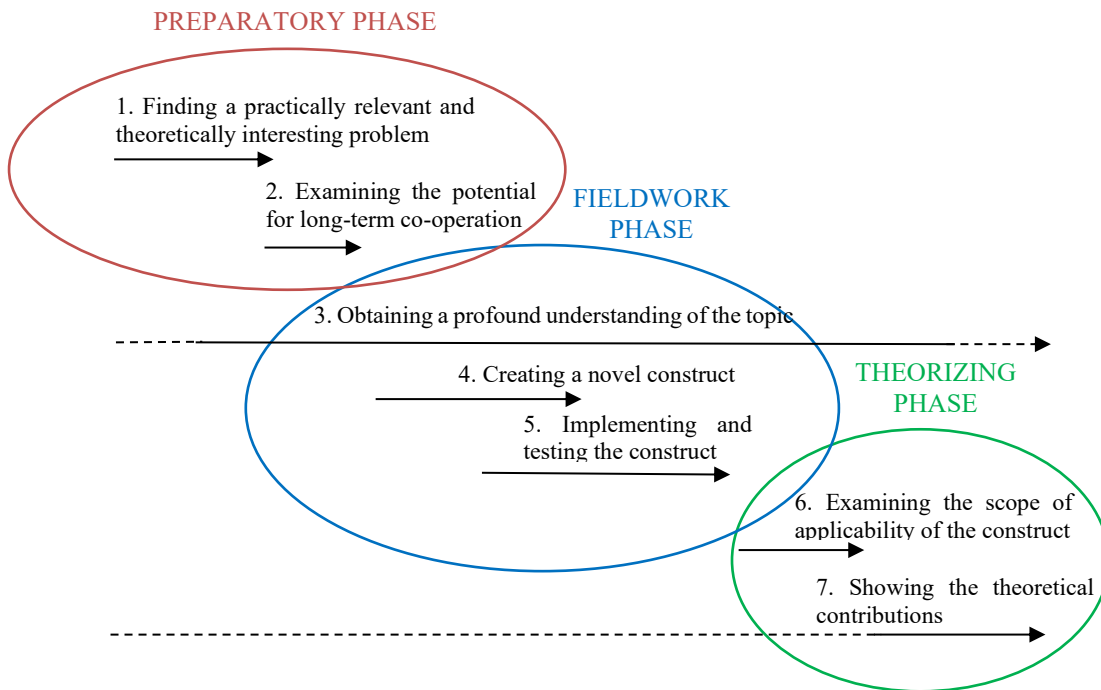 PREPARATORY PHASE
1. Finding a practically relevant and
theoretically interesting problem
2. Examining the potential
for long-term co-operation
FIELDWORK
PHASE
3. Obtaining a profound understanding of the topic
4. Creating a novel construct
5. Implementing and
testing the construct
THEORIZING
PHASE
6. Examining the scope of
applicability of the construct
7. Showing the theoretical
contributions